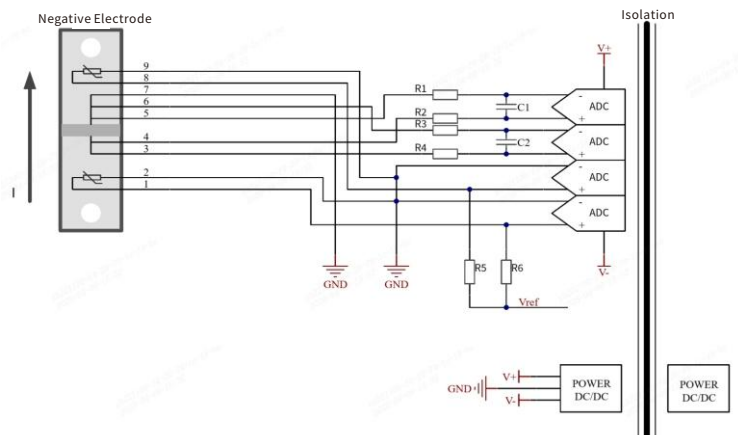 Negative Electrode
Isolation
V+
9
8
7
6
5
4
3
2
1
R1
R2
R3
R4
C1
C2
-
+
ADC
-
+
ADC
-
+
ADC
-
+
ADC
I
V-
R5
R6
GND
GND
Vref
V+
GND
V-
POWER
DC/DC
POWER
DC/DC